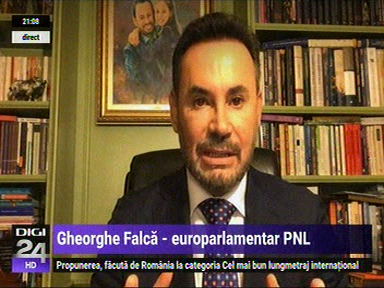 21:08
direct
Gheorghe Falcă - europarlamentar PNL
DIGI
24
HD
Propunerea, făcută de România la categoria Cel mai bun lungmetraj internațional